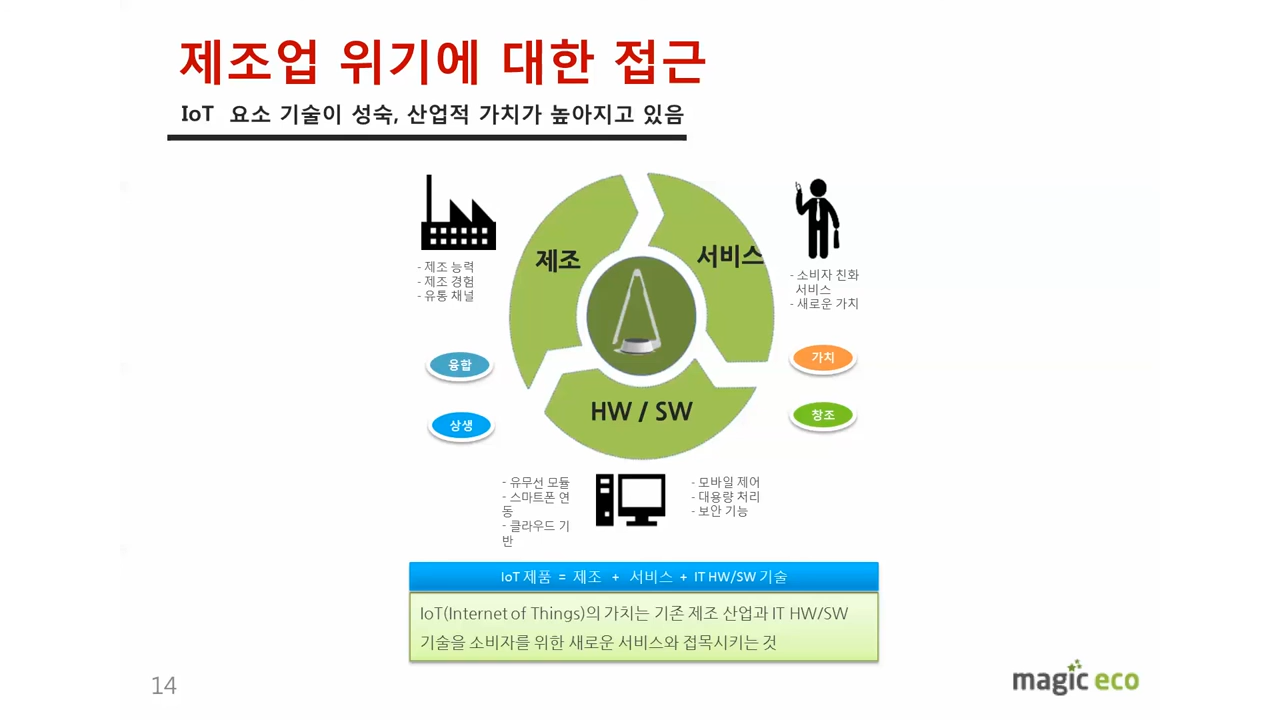 제조업 위기에 대한 접근
IoT 요소 기술이 성숙, 산업적 가치가 높아지고 있음
제조
서비스
HW / SW
- 제조 능력
- 제조 경험
- 유통 채널
- 소비자 친화
서비스
- 새로운 가치
융합
상생
가치
창조
- 유무선 모듈
- 스마트폰 연
동
- 클라우드 기
반
- 모바일 제어
- 대용량 처리
- 보안 기능
IoT 제품 = 제조 + 서비스 + IT HW/SW 기술
IoT(Internet of Things)의 가치는 기존 제조 산업과 IT HW/SW
기술을 소비자를 위한 새로운 서비스와 접목시키는 것
14
magic eco